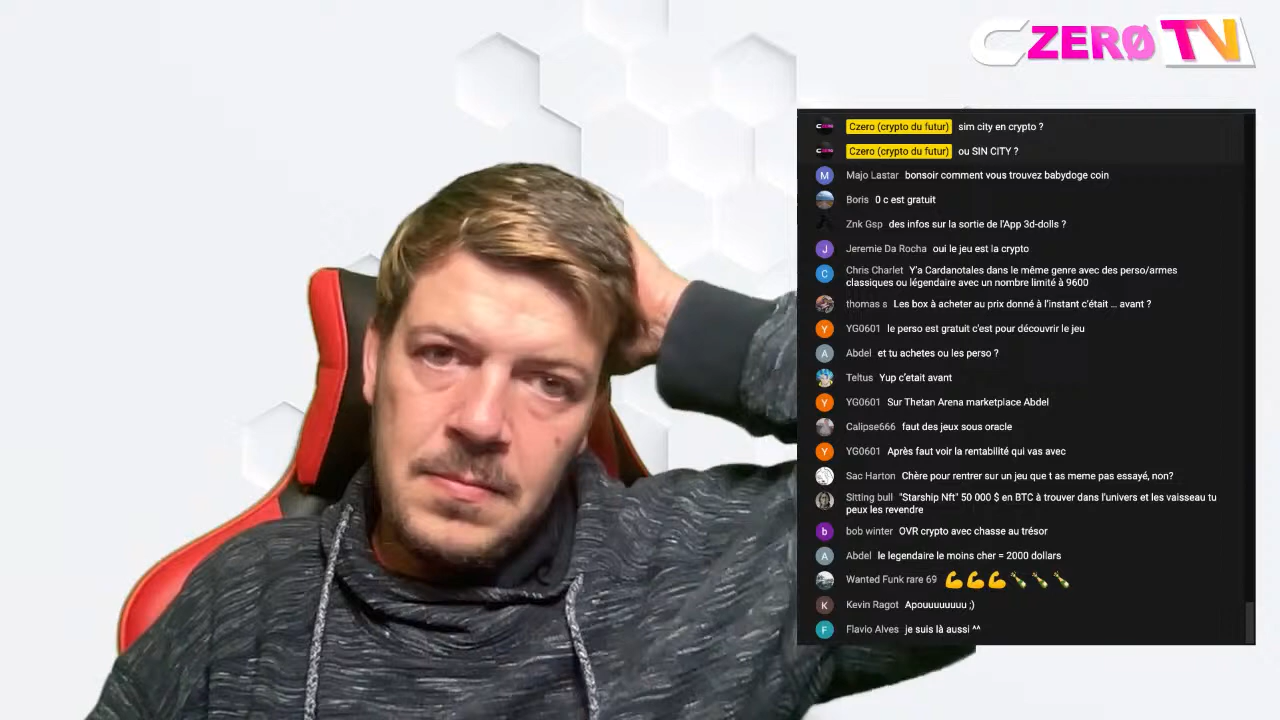 CZERØ TV
Czero (crypto du futur) sim city en crypto ?
Czero (crypto du futur) ou SIN CITY ?
M Majo Lastar bonsoir comment vous trouvez babydoge coin
Boris 0 c est gratuit
Znk Gsp des infos sur la sortie de l'App 3d-dolls ?
J Jeremie Da Rocha oui le jeu est la crypto
C Chris Charlet Y'a Cardanotales dans le même genre avec des perso/armes
classiques ou légendaire avec un nombre limité à 9600
thomas s Les box à acheter au prix donné à l'instant c'était ... avant ?
Y YG0601 le perso est gratuit c'est pour découvrir le jeu
A Abdel et tu achetes ou les perso ?
Teltus Yup c'etait avant
Y YG0601 Sur Thetan Arena marketplace Abdel
Calipse666 faut des jeux sous oracle
Y YG0601 Après faut voir la rentabilité qui vas avec
Sac Harton Chère pour rentrer sur un jeu que t as meme pas essayé, non?
Sitting bull "Starship Nft" 50 000 $ en BTC à trouver dans l'univers et les vaisseau tu
peux les revendre
b bob winter OVR crypto avec chasse au trésor
A Abdel le legendaire le moins cher = 2000 dollars
Wanted Funk rare 69 💪💪💪🍾🍾🍾
K Kevin Ragot Apouuuuuuuu ;)
F Flavio Alves je suis là aussi ^^